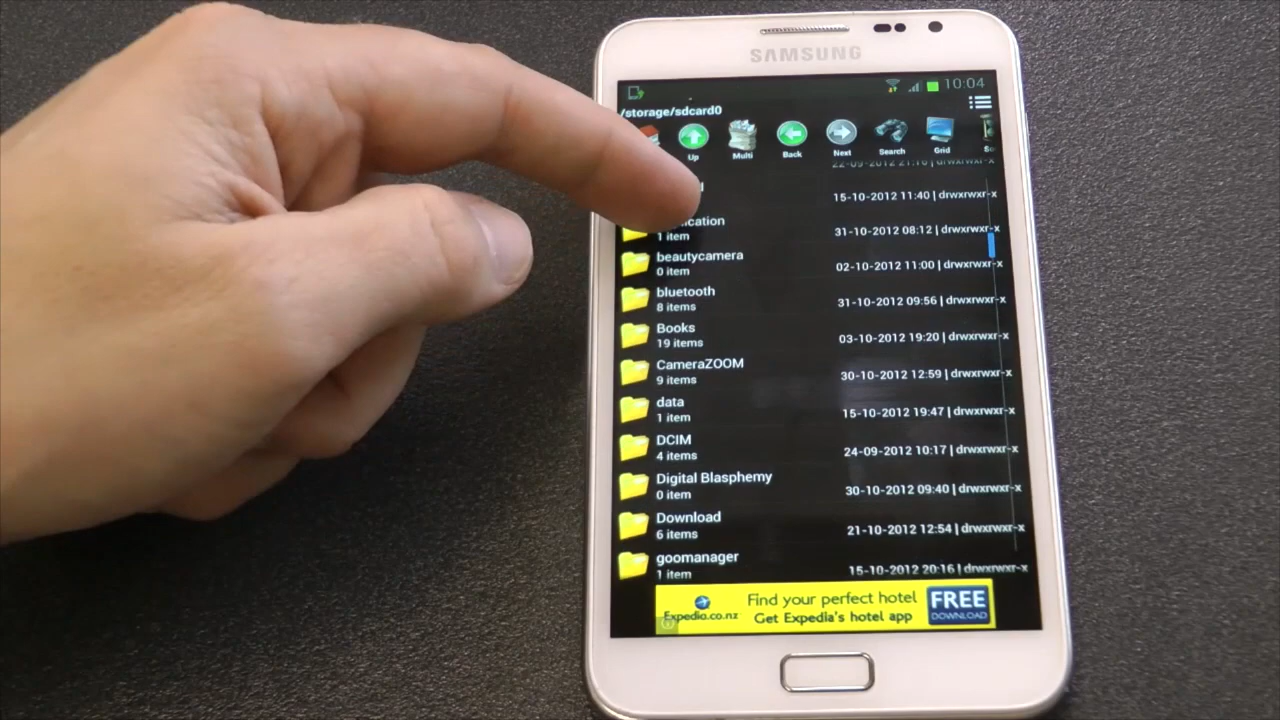 SAMSUNG
10:04
/storage/sdcard0
Up Multi Back Next Search Grid
22-09-2012 21:10 | drwxrwxr-x
15-10-2012 11:40 | drwxrwxr-x
31-10-2012 08:12 | drwxrwxr-x
1 item
beautycamera 02-10-2012 11:00 | drwxrwxr-x
0 item
bluetooth 31-10-2012 09:56 | drwxrwxr-x
8 items
Books 03-10-2012 19:20 | drwxrwxr-x
19 items
CameraZOOM 30-10-2012 12:59 | drwxrwxr-x
9 items
data 15-10-2012 19:47 | drwxrwxr-x
1 item
DCIM 24-09-2012 10:17 | drwxrwxr-x
4 items
Digital Blasphemy 30-10-2012 09:40 | drwxrwxr-x
0 item
Download 21-10-2012 12:54 | drwxrwxr-x
6 items
goomanager 15-10-2012 20:16 | drwxrwxr-x
1 item
Expedia.co.nz
Find your perfect hotel
Get Expedia's hotel app
FREE
DOWNLOAD